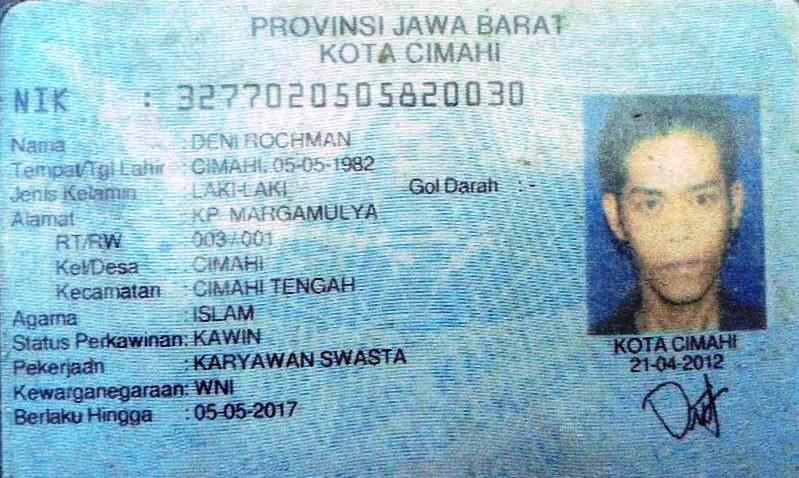 PROVINSI JAWA BARAT
KOTA CIMAHI
NIK : 3277020505820030
Nama : DENI ROCHMAN
Tempat/Tgl Lahir : CIMAHI, 05-05-1982
Jenis Kelamin : LAKI-LAKI Gol Darah : -
Alamat : KP MARGAMULYA
RT/RW : 003 / 001
Kel/Desa : CIMAHI
Kecamatan : CIMAHI TENGAH
Agama : ISLAM
Status Perkawinan: KAWIN
Pekerjaan : KARYAWAN SWASTA
Kewarganegaraan: WNI
Berlaku Hingga : 05-05-2017
KOTA CIMAHI
21-04-2012